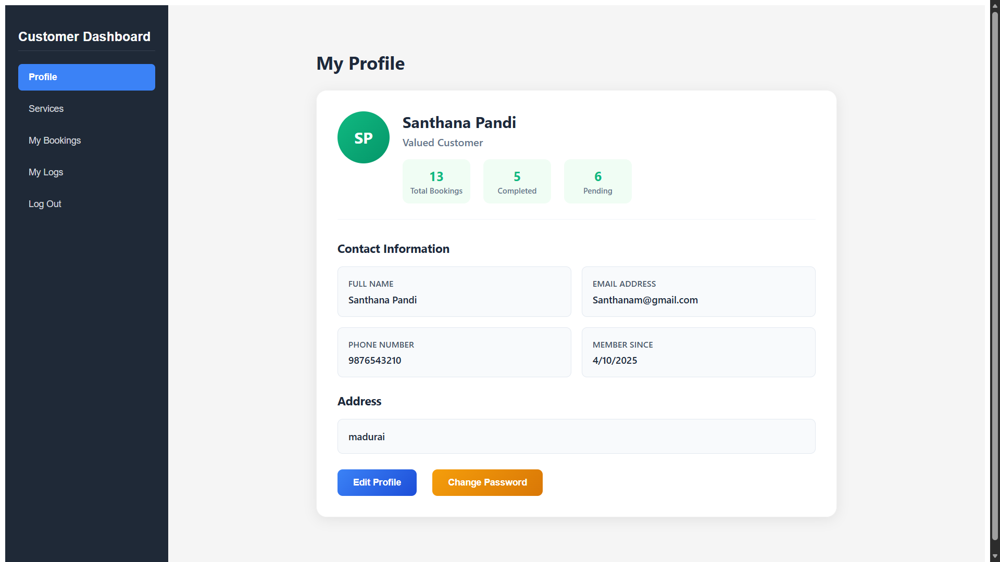 Customer Dashboard
Profile
Services
My Bookings
My Logs
Log Out
My Profile
SP
Santhana Pandi
Valued Customer
13
Total Bookings
5
Completed
6
Pending
Contact Information
FULL NAME
Santhana Pandi
EMAIL ADDRESS
Santhanam@gmail.com
PHONE NUMBER
9876543210
MEMBER SINCE
4/10/2025
Address
madurai
Edit Profile
Change Password